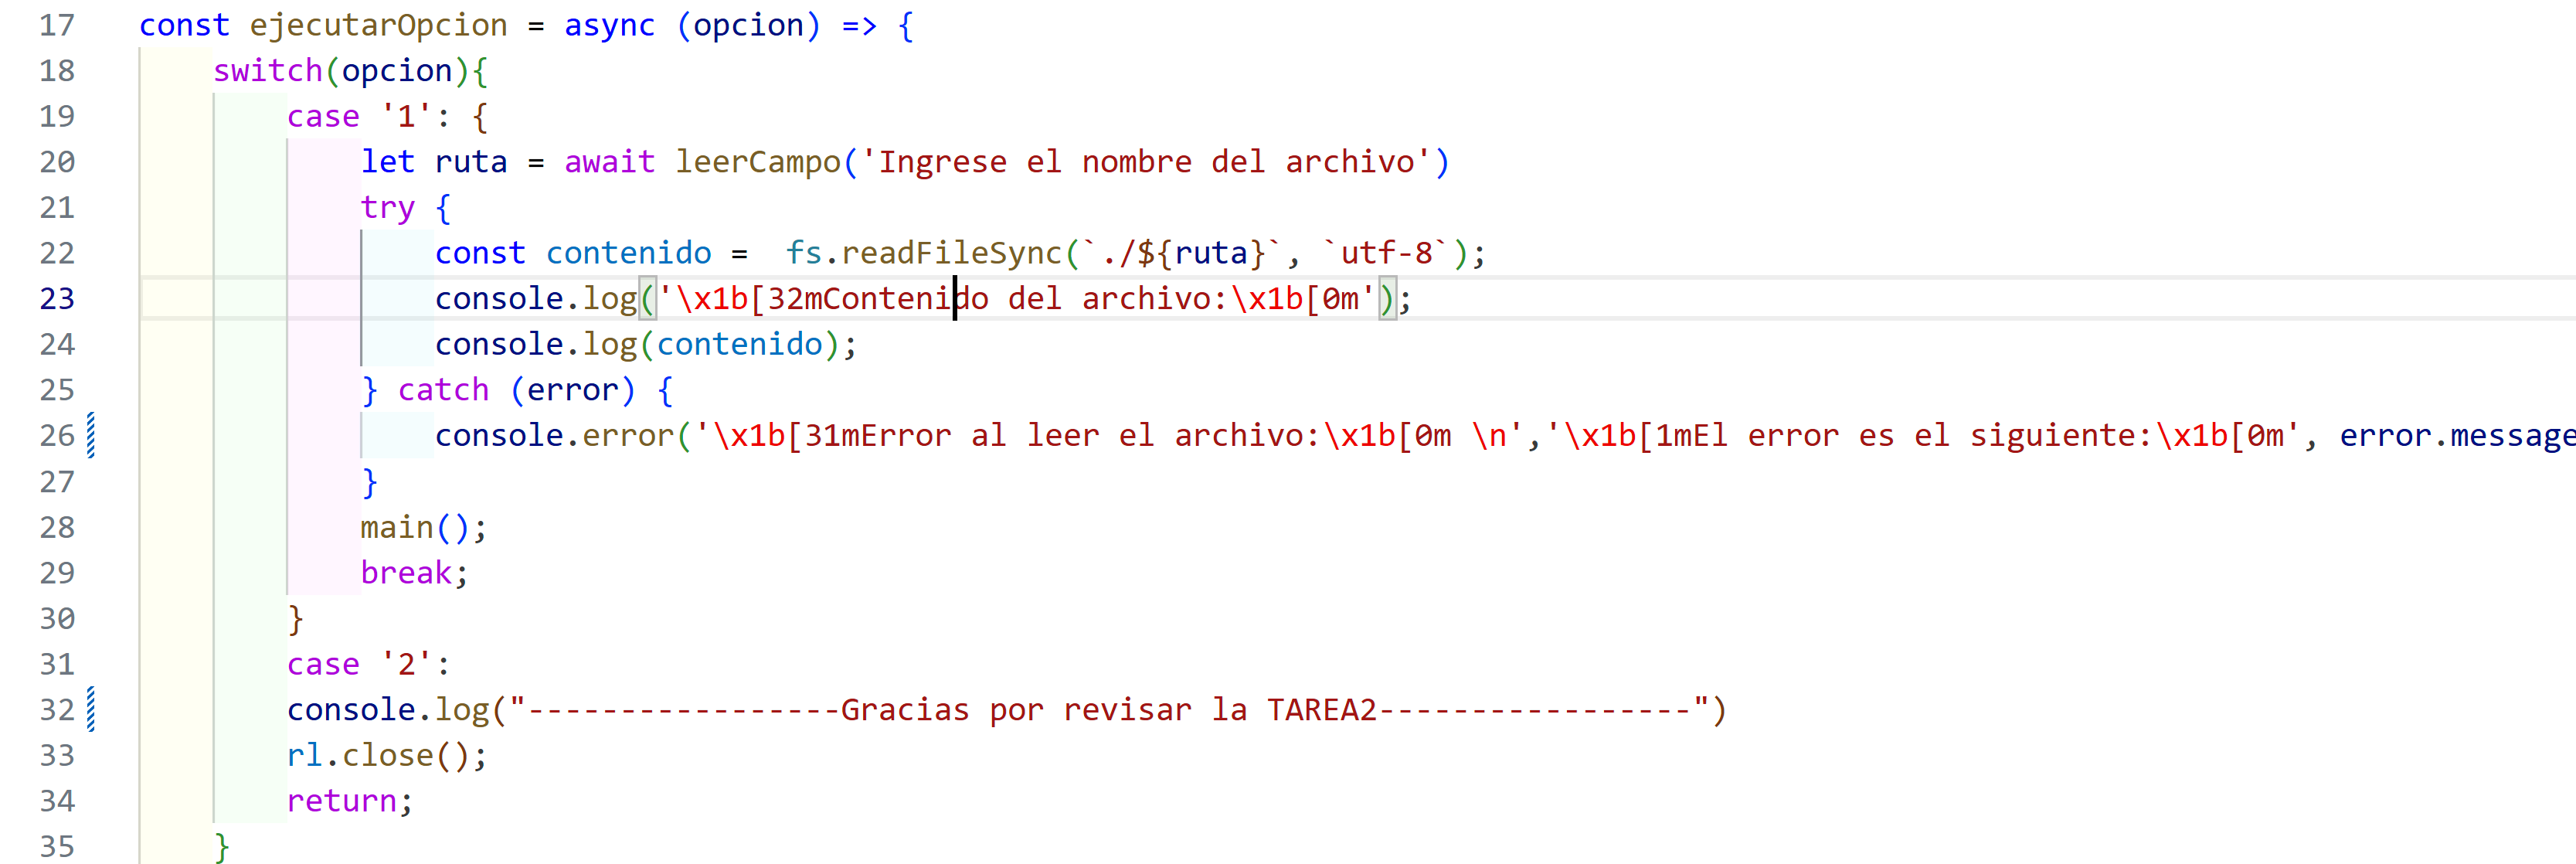 17 const ejecutarOpcion = async (opcion) => {
18 switch(opcion){
19 case '1': {
20 let ruta = await leerCampo('Ingrese el nombre del archivo')
21 try {
22 const contenido =  fs.readFileSync(`./${ruta}`, `utf-8`);
23 console.log('\x1b[32mContenido del archivo:\x1b[0m');
24 console.log(contenido);
25 } catch (error) {
26 console.error('\x1b[31mError al leer el archivo:\x1b[0m \n','\x1b[1mEl error es el siguiente:\x1b[0m', error.message
27 }
28 main();
29 break;
30 }
31 case '2':
32 console.log("-----------------Gracias por revisar la TAREA2-----------------")
33 rl.close();
34 return;
35 }